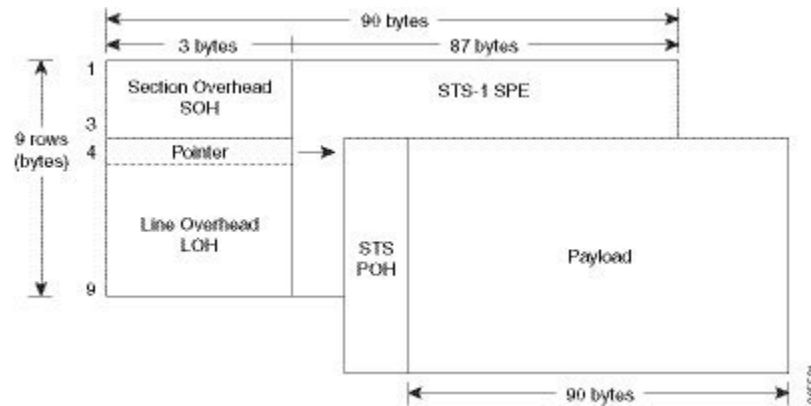 90 bytes
3 bytes
87 bytes
1
Section Overhead
SOH
STS-1 SPE
3
9 rows
(bytes)
4
Pointer
Line Overhead
LOH
STS
POH
Payload
9
90 bytes